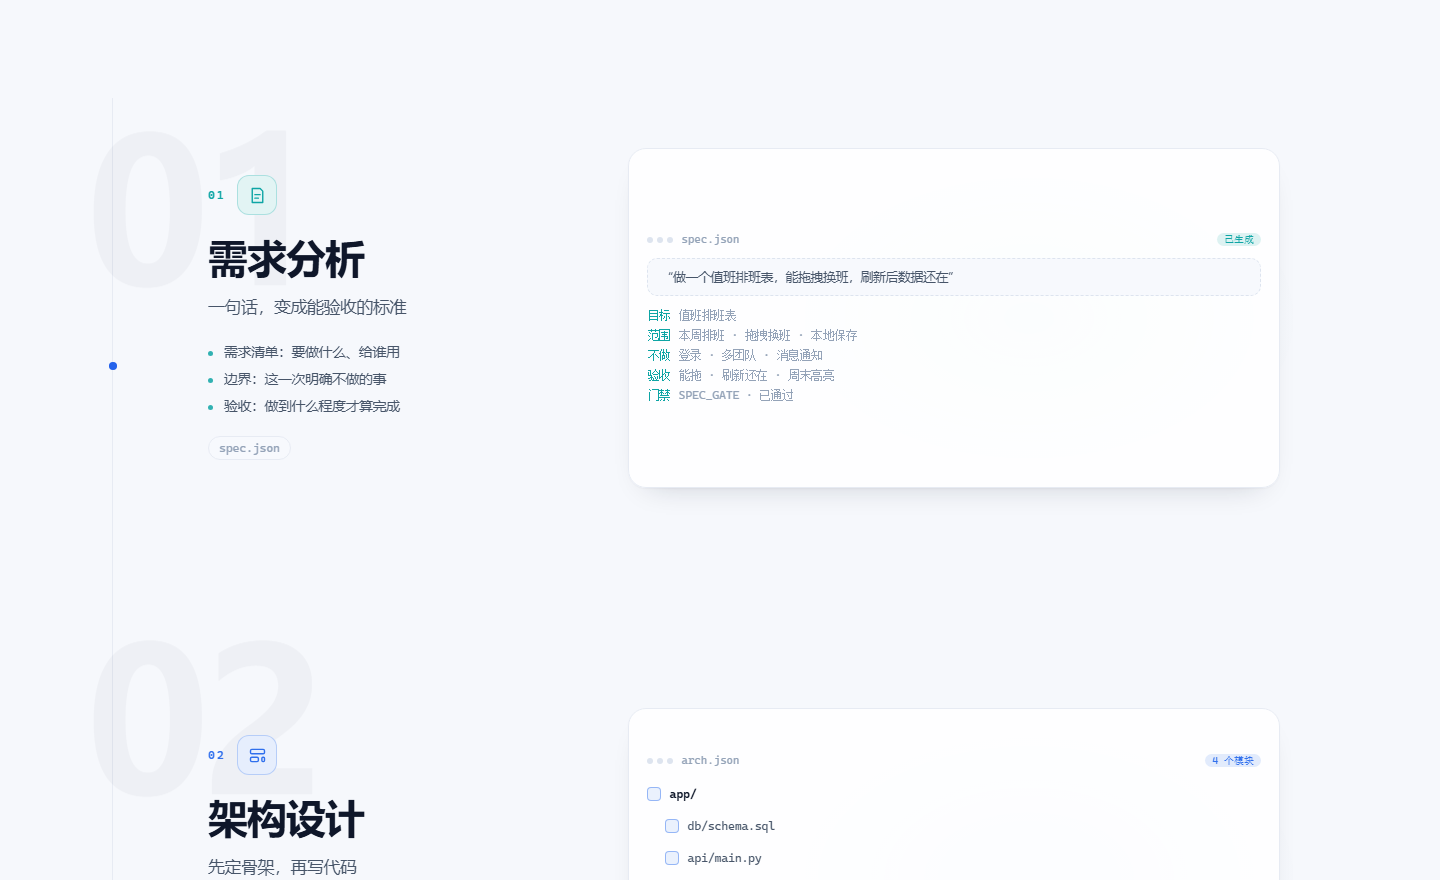 01
01
需求分析
一句话，变成能验收的标准
需求清单：要做什么、给谁用
边界：这一次明确不做的事
验收：做到什么程度才算完成
spec.json
spec.json
已生成
“做一个值班排班表，能拖拽换班，刷新后数据还在”
目标 值班排班表
范围 本周排班 · 拖拽换班 · 本地保存
不做 登录 · 多团队 · 消息通知
验收 能拖 · 刷新还在 · 周末高亮
门禁 SPEC_GATE · 已通过
02
02
架构设计
先定骨架，再写代码
arch.json
4 个模块
app/
db/schema.sql
api/main.py